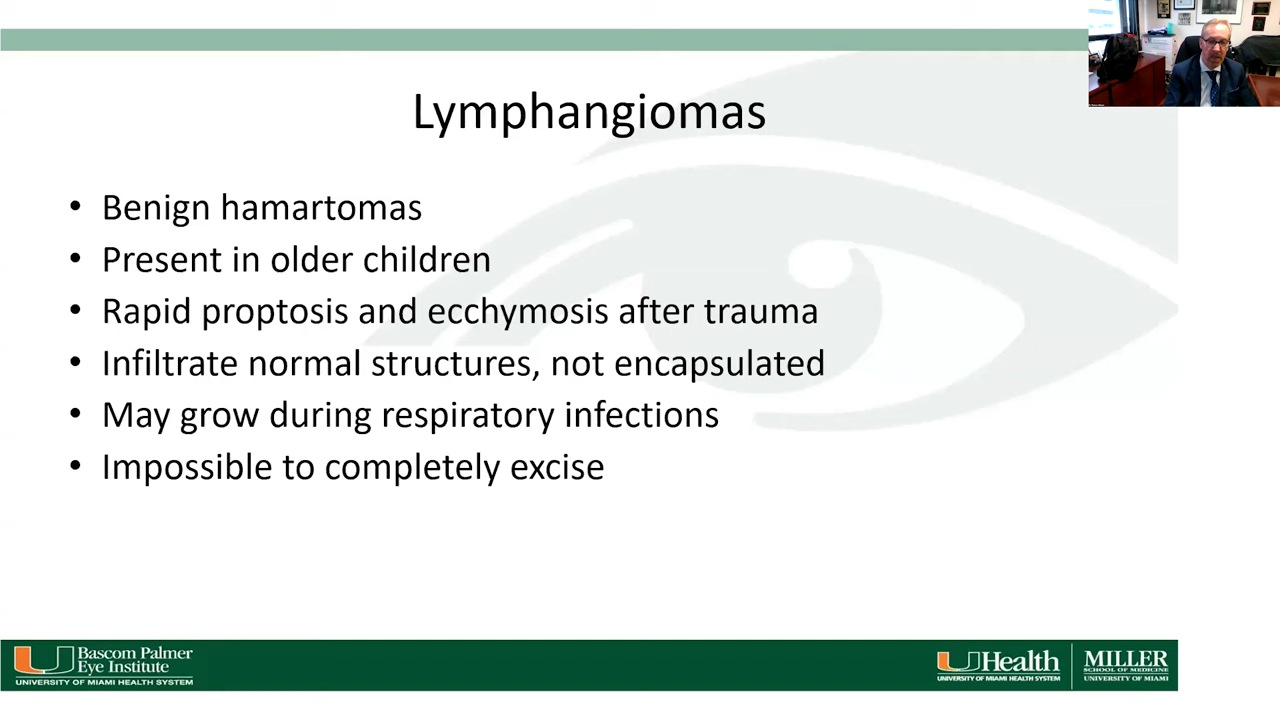 Lymphangiomas
• Benign hamartomas
• Present in older children
• Rapid proptosis and ecchymosis after trauma
• Infiltrate normal structures, not encapsulated
• May grow during respiratory infections
• Impossible to completely excise
Bascom Palmer
Eye Institute
UNIVERSITY OF MIAMI HEALTH SYSTEM
UHealth
UNIVERSITY OF MIAMI HEALTH SYSTEM
MILLER
SCHOOL OF MEDICINE
UNIVERSITY OF MIAMI